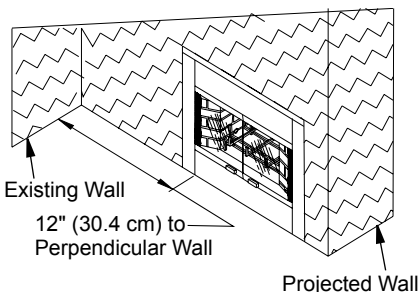 Existing Wall
12" (30.4 cm) to
Perpendicular Wall
Projected Wall